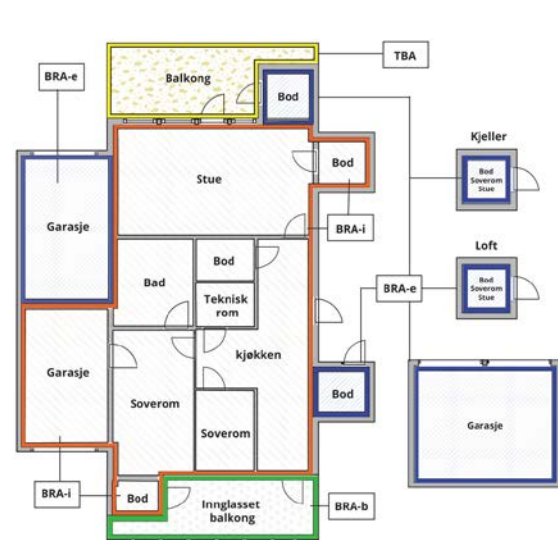 TBA
BRA-e
Balkong
Bod
Kjeller
Bod
Soverom
Stue
Stue
Bod
BRA-i
Garasje
Loft
Bod
Soverom
Stue
Bad
Bod
Teknisk
rom
BRA-e
kjøkken
Garasje
Soverom
Bod
Soverom
Garasje
BRA-i
Bod
Innglasset
balkong
BRA-b